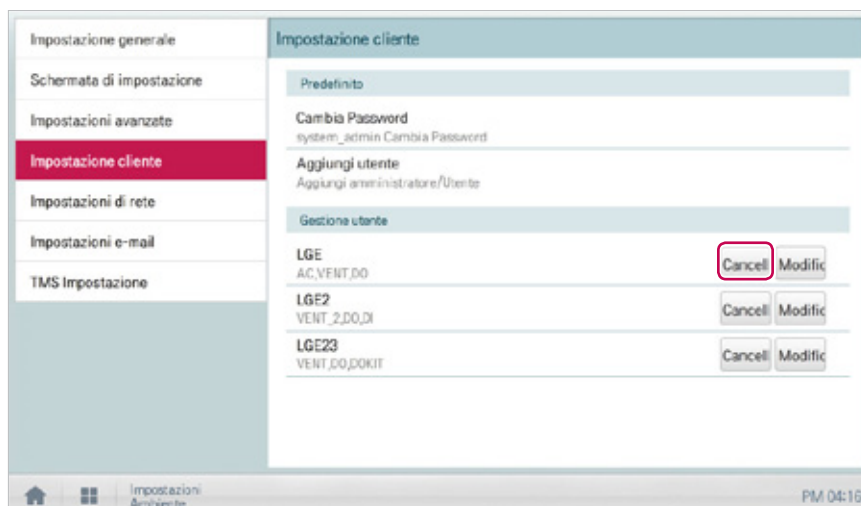 Impostazione generale
Schermata di impostazione
Impostazioni avanzate
Impostazione cliente
Impostazioni di rete
Impostazioni e-mail
TMS Impostazione
Impostazione cliente
Predefinito
Cambia Password
system_admin Cambia Password
Aggiungi utente
Aggiungi amministratore/Utente
Gestione utente
LGE
AC,VENT,DO
Cancell Modific
LGE2
VENT_2,DO,DI
Cancell Modific
LGE23
VENT,DO,DOKIT
Cancell Modific
Impostazioni
Ambiente
PM 04:16